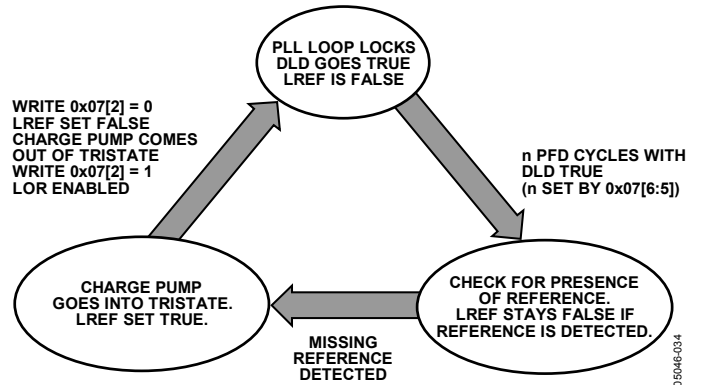 PLL LOOP LOCKS
DLD GOES TRUE
LREF IS FALSE
WRITE 0x07[2] = 0
LREF SET FALSE
CHARGE PUMP COMES
OUT OF TRISTATE
WRITE 0x07[2] = 1
LOR ENABLED
n PFD CYCLES WITH
DLD TRUE
(n SET BY 0x07[6:5])
CHARGE PUMP
GOES INTO TRISTATE.
LREF SET TRUE.
CHECK FOR PRESENCE
OF REFERENCE.
LREF STAYS FALSE IF
REFERENCE IS DETECTED.
MISSING
REFERENCE
DETECTED
05046-034